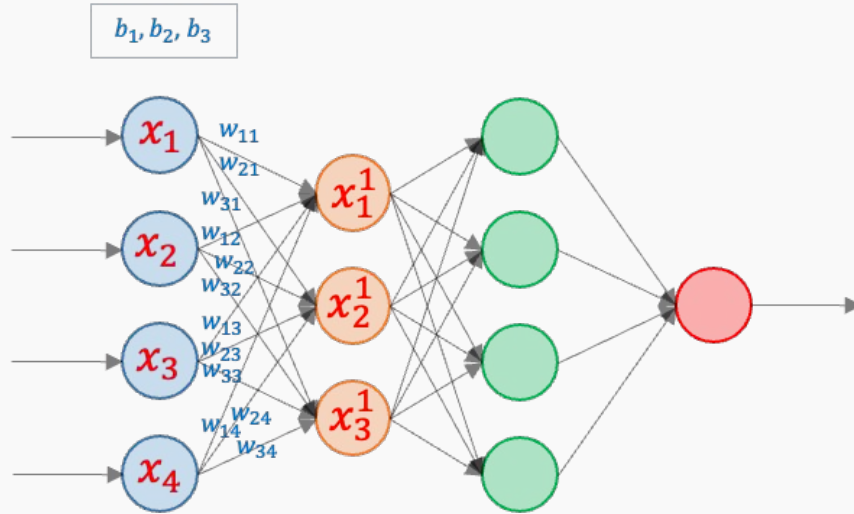 b₁, b₂, b₃
x₁
w₁₁
w₂₁
w₃₁
x₁¹
x₂
w₁₂
w₂₂
w₃₂
x₂¹
x₃
w₁₃
w₂₃
w₃₃
x₃¹
x₄
w₁₄
w₂₄
w₃₄